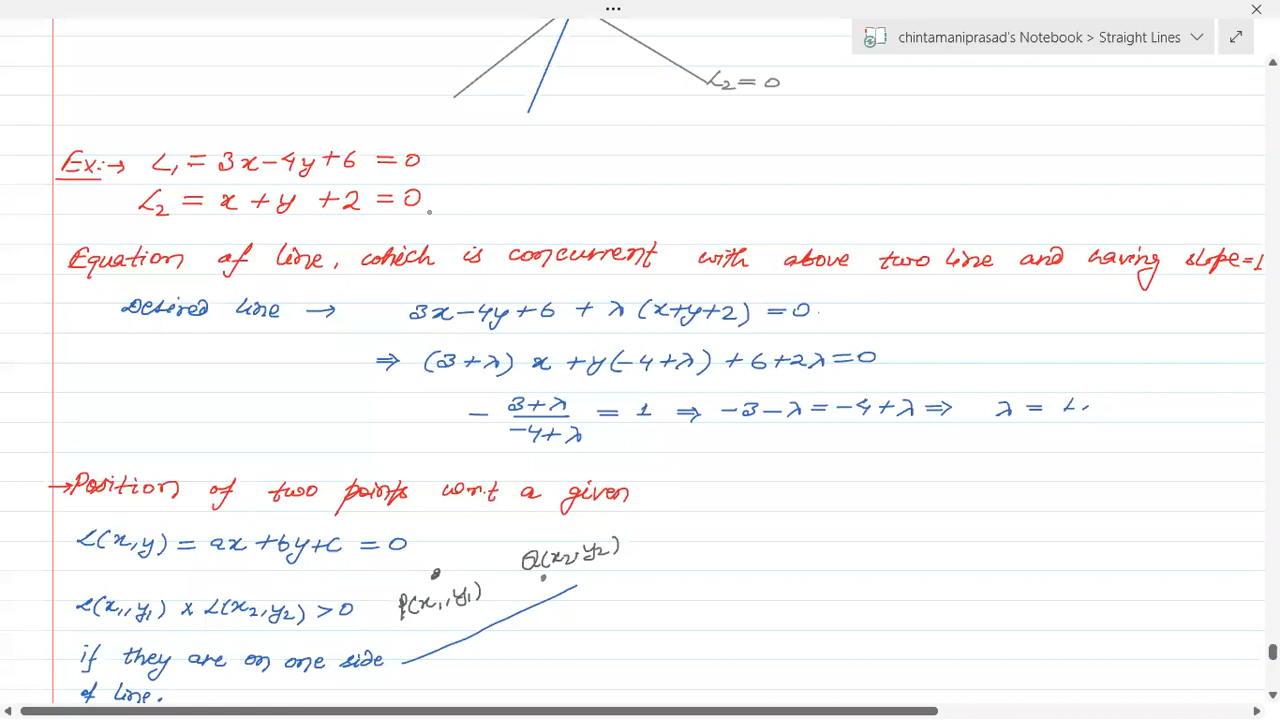 chintamaniprasad's Notebook > Straight Lines
L₂ = 0
Ex:→ L₁ = 3x-4y+6 = 0
L₂ = x + y + 2 = 0
Equation of line, which is concurrent with above two line and having slope=1
Desired line → 3x-4y+6 + λ(x+y+2) = 0.
⇒ (3+λ) x + y(-4+λ) + 6+2λ = 0
- (3+λ)/(-4+λ) = 1 ⇒ -3-λ = -4+λ ⇒ λ =
→Position of two points w.r.t a given
L(x,y) = ax+by+c = 0
Q(x₂,y₂)
P(x₁,y₁)
L(x₁,y₁) x L(x₂,y₂) > 0
if they are on one side
of line.